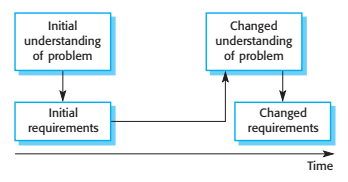 Initial
understanding
of problem
Changed
understanding
of problem
Initial
requirements
Changed
requirements
Time